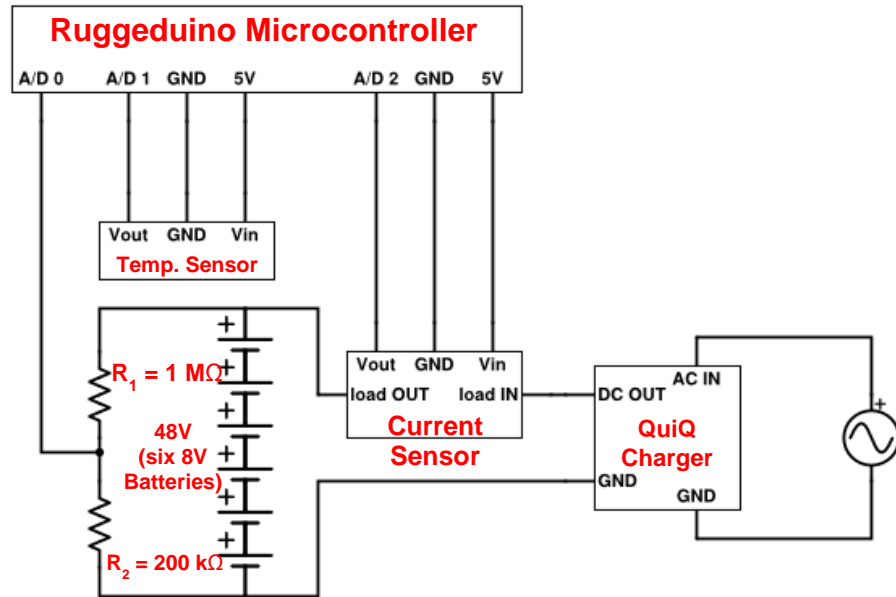 Ruggeduino Microcontroller
A/D 0 A/D 1 GND 5V A/D 2 GND 5V
Vout GND Vin
Temp. Sensor
+
+
+
+
+
+
R1 = 1 MΩ
48V
(six 8V
Batteries)
R2 = 200 kΩ
Vout GND Vin
load OUT load IN
Current
Sensor
AC IN
DC OUT
QuiQ
Charger
GND
GND
+